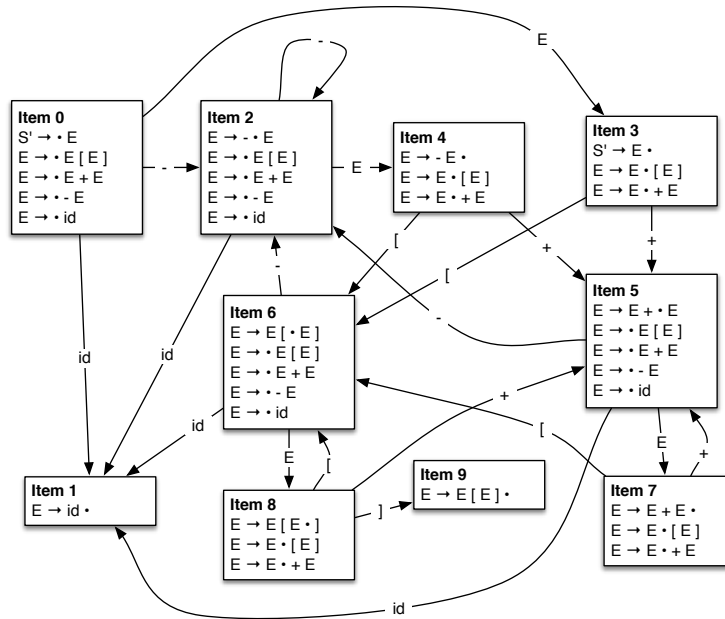 E
-
Item 0
S' → • E
E → • E [ E ]
E → • E + E
E → • - E
E → • id
-
Item 2
E → - • E
E → • E [ E ]
E → • E + E
E → • - E
E → • id
E
Item 4
E → - E •
E → E • [ E ]
E → E • + E
Item 3
S' → E •
E → E • [ E ]
E → E • + E
[
+
[
+
-
-
Item 6
E → E [ • E ]
E → • E [ E ]
E → • E + E
E → • - E
E → • id
Item 5
E → E + • E
E → • E [ E ]
E → • E + E
E → • - E
E → • id
id
id
id
+
[
E
[
E
+
Item 1
E → id •
Item 8
E → E [ E • ]
E → E • [ E ]
E → E • + E
]
Item 9
E → E [ E ] •
Item 7
E → E + E •
E → E • [ E ]
E → E • + E
id